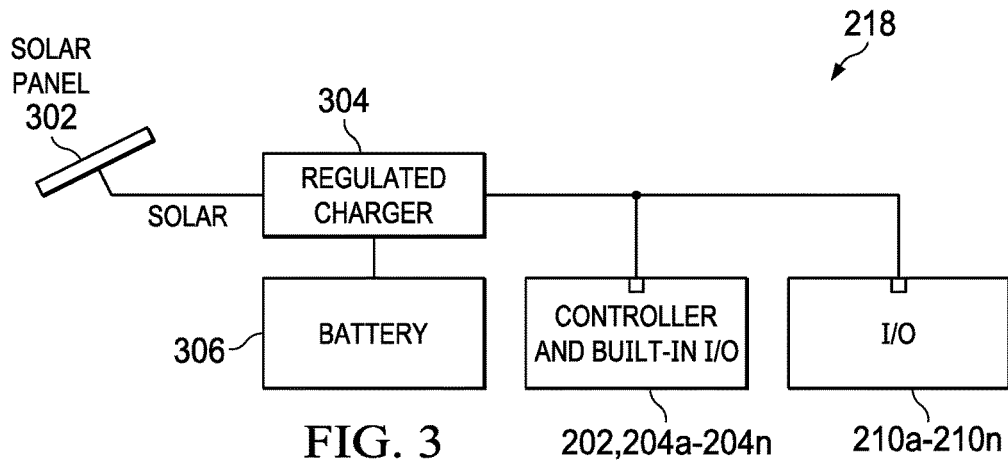 218
SOLAR
PANEL
302
304
REGULATED
CHARGER
SOLAR
BATTERY
306
CONTROLLER
AND BUILT-IN I/O
I/O
202,204a-204n
210a-210n
FIG. 3